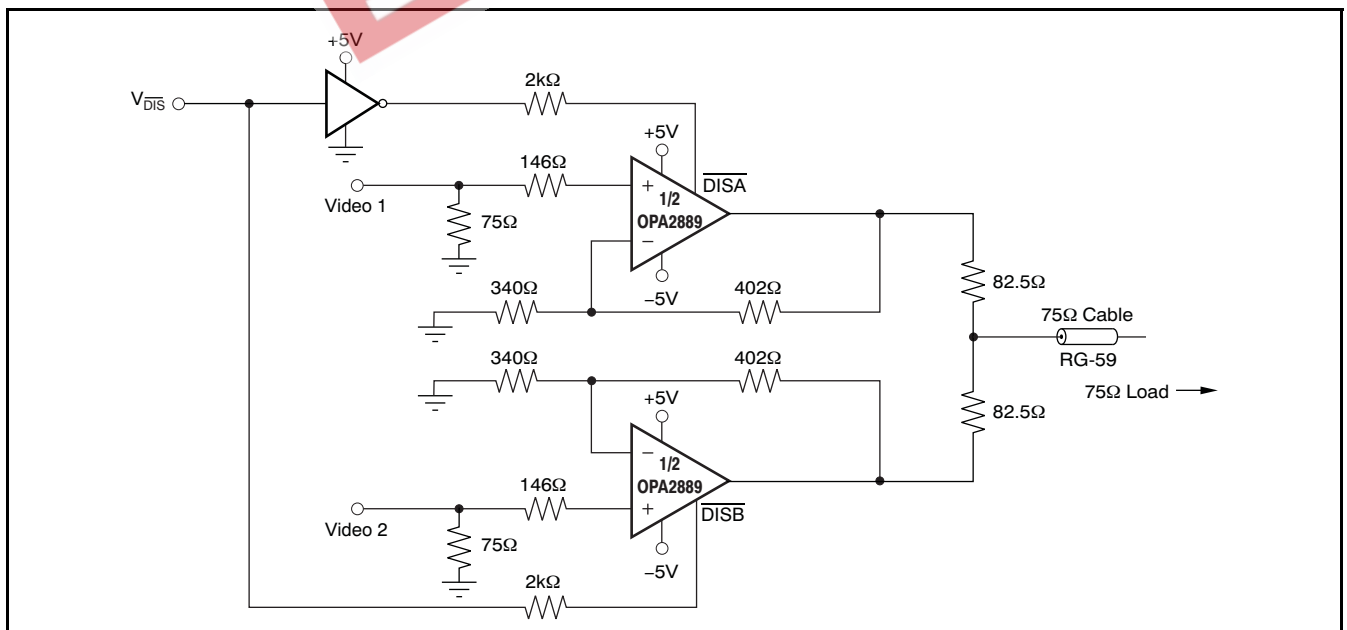 +5V
V_DIS
2kΩ
+5V
146Ω
DISA
+
1/2
Video 1
OPA2889
75Ω
−
−5V
340Ω
402Ω
82.5Ω
75Ω Cable
RG-59
340Ω
402Ω
75Ω Load
+5V
82.5Ω
−
1/2
OPA2889
146Ω
+
DISB
Video 2
75Ω
−5V
2kΩ